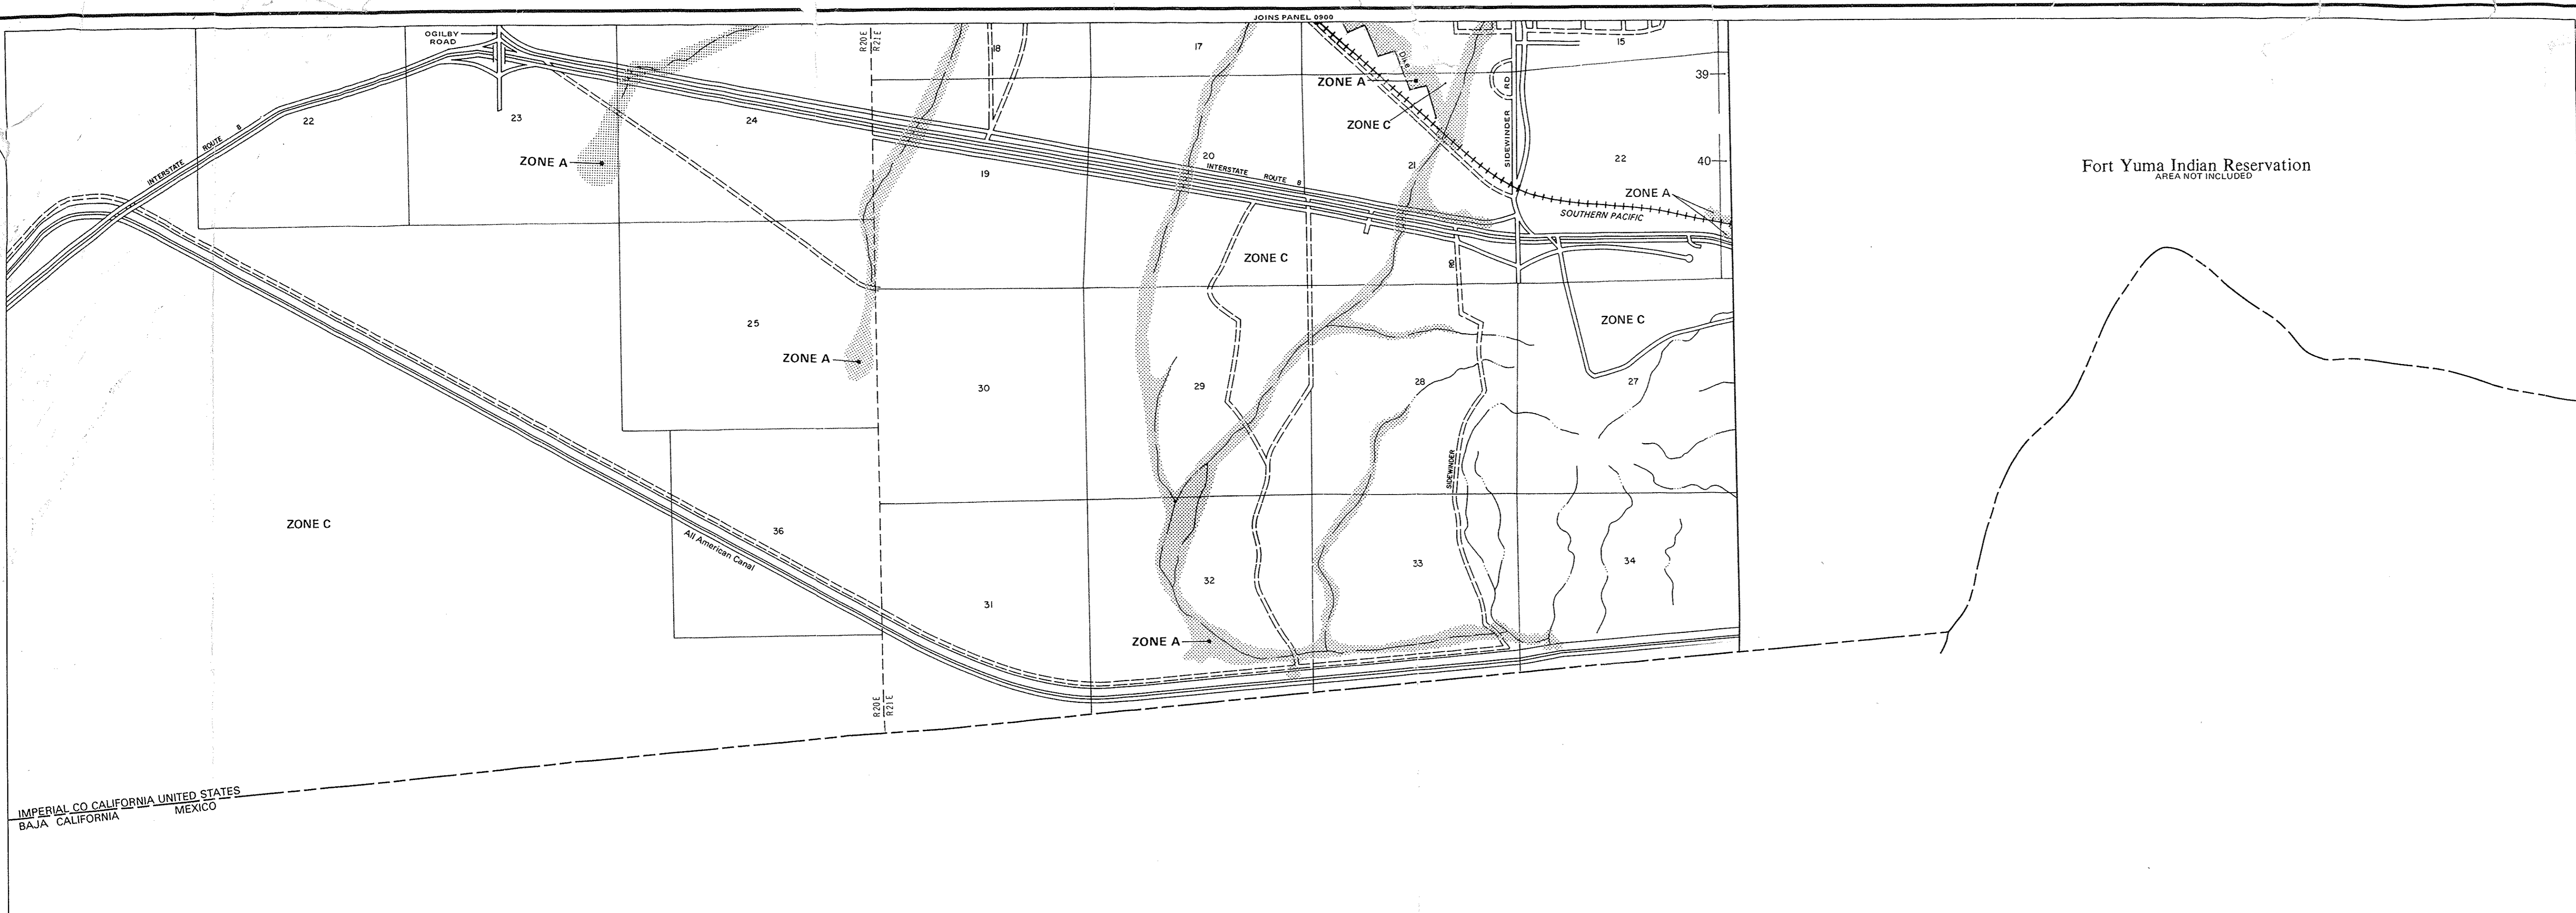 JOINS PANEL 0900
OGILBY
ROAD
R20E
R21E
18
17
Dike
15
39
ZONE A
RD
22
INTERSTATE ROUTE 8
23
24
ZONE C
SIDEWINDER
20
INTERSTATE ROUTE 8
21
22
40
Fort Yuma Indian Reservation
AREA NOT INCLUDED
ZONE A
19
ZONE A
SOUTHERN PACIFIC
ZONE C
RD
25
ZONE C
ZONE A
30
29
28
27
SIDEWINDER
ZONE C
36
All American Canal
33
34
32
31
ZONE A
R20E
R21E
IMPERIAL CO CALIFORNIA UNITED STATES
MEXICO
BAJA CALIFORNIA